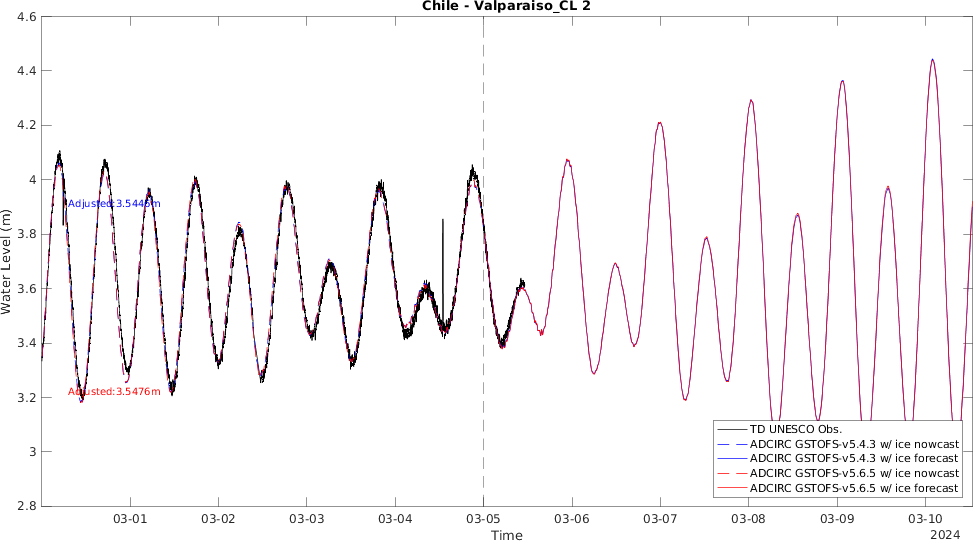 Chile - Valparaiso_CL 2
4.6
4.4
4.2
4
3.8
3.6
3.4
3.2
3
2.8
Water Level (m)
Adjusted:3.5445m
Adjusted:3.5476m
TD UNESCO Obs.
ADCIRC GSTOFS-v5.4.3 w/ ice nowcast
ADCIRC GSTOFS-v5.4.3 w/ ice forecast
ADCIRC GSTOFS-v5.6.5 w/ ice nowcast
ADCIRC GSTOFS-v5.6.5 w/ ice forecast
03-01 03-02 03-03 03-04 03-05 03-06 03-07 03-08 03-09 03-10
Time
2024